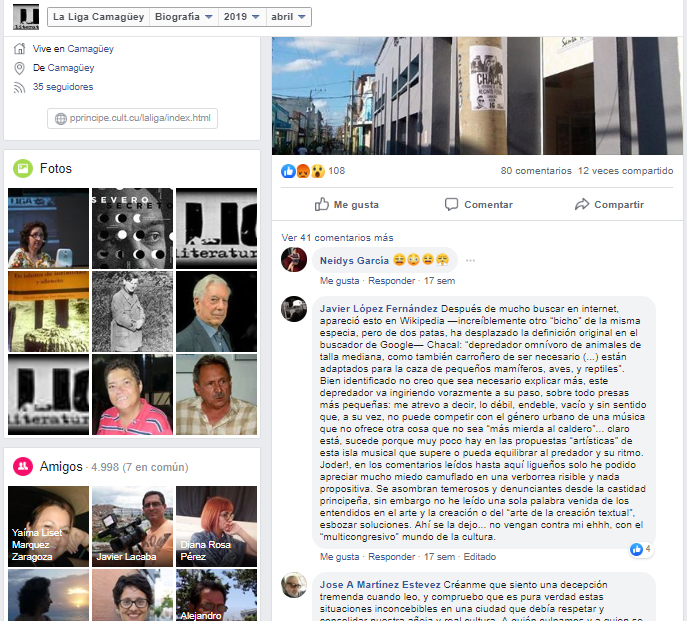 La Liga Camagüey
Biografía
2019
abril
Vive en Camagüey
De Camagüey
35 seguidores
pprincipe.cult.cu/laliga/index.html
Fotos
SEVERO
SECRETO
literatur
literatur
Amigos · 4.998 (7 en común)
Yaíma Liset
Marquez
Zaragoza
Javier Lacaba
Diana Rosa
Pérez
Alejandro
CHACAL
108
80 comentarios 12 veces compartido
Me gusta
Comentar
Compartir
Ver 41 comentarios más
Neidys García
Me gusta · Responder · 17 sem
Javier López Fernández Después de mucho buscar en internet,
apareció esto en Wikipedia —increíblemente otro “bicho” de la misma
especia, pero de dos patas, ha desplazado la definición original en el
buscador de Google— Chacal: “depredador omnívoro de animales de
talla mediana, como también carroñero de ser necesario (...) están
adaptados para la caza de pequeños mamíferos, aves, y reptiles”.
Bien identificado no creo que sea necesario explicar más, este
depredador va ingiriendo vorazmente a su paso, sobre todo presas
más pequeñas: me atrevo a decir, lo débil, endeble, vacío y sin sentido
que, a su vez, no puede competir con el género urbano de una música
que no ofrece otra cosa que no sea “más mierda al caldero”... claro
está, sucede porque muy poco hay en las propuestas “artísticas” de
esta isla musical que supere o pueda equilibrar al predador y su ritmo.
Joder!, en los comentarios leídos hasta aquí ligueños solo he podido
apreciar mucho miedo camuflado en una verborrea risible y nada
propositiva. Se asombran temerosos y denunciantes desde la castidad
principeña, sin embargo no he leído una sola palabra venida de los
entendidos en el arte y la creación o del “arte de la creación textual”,
esbozar soluciones. Ahí se la dejo... no vengan contra mi ehhh, con el
“multicongresivo” mundo de la cultura.
4
Me gusta · Responder · 17 sem · Editado
Jose A Martínez Estevez Créanme que siento una decepción
tremenda cuando leo, y compruebo que es pura verdad estas
situaciones inconcebibles en una ciudad que debía respetar y
consolidar nuestra añeja y real cultura. A quién culpamos y a quien se